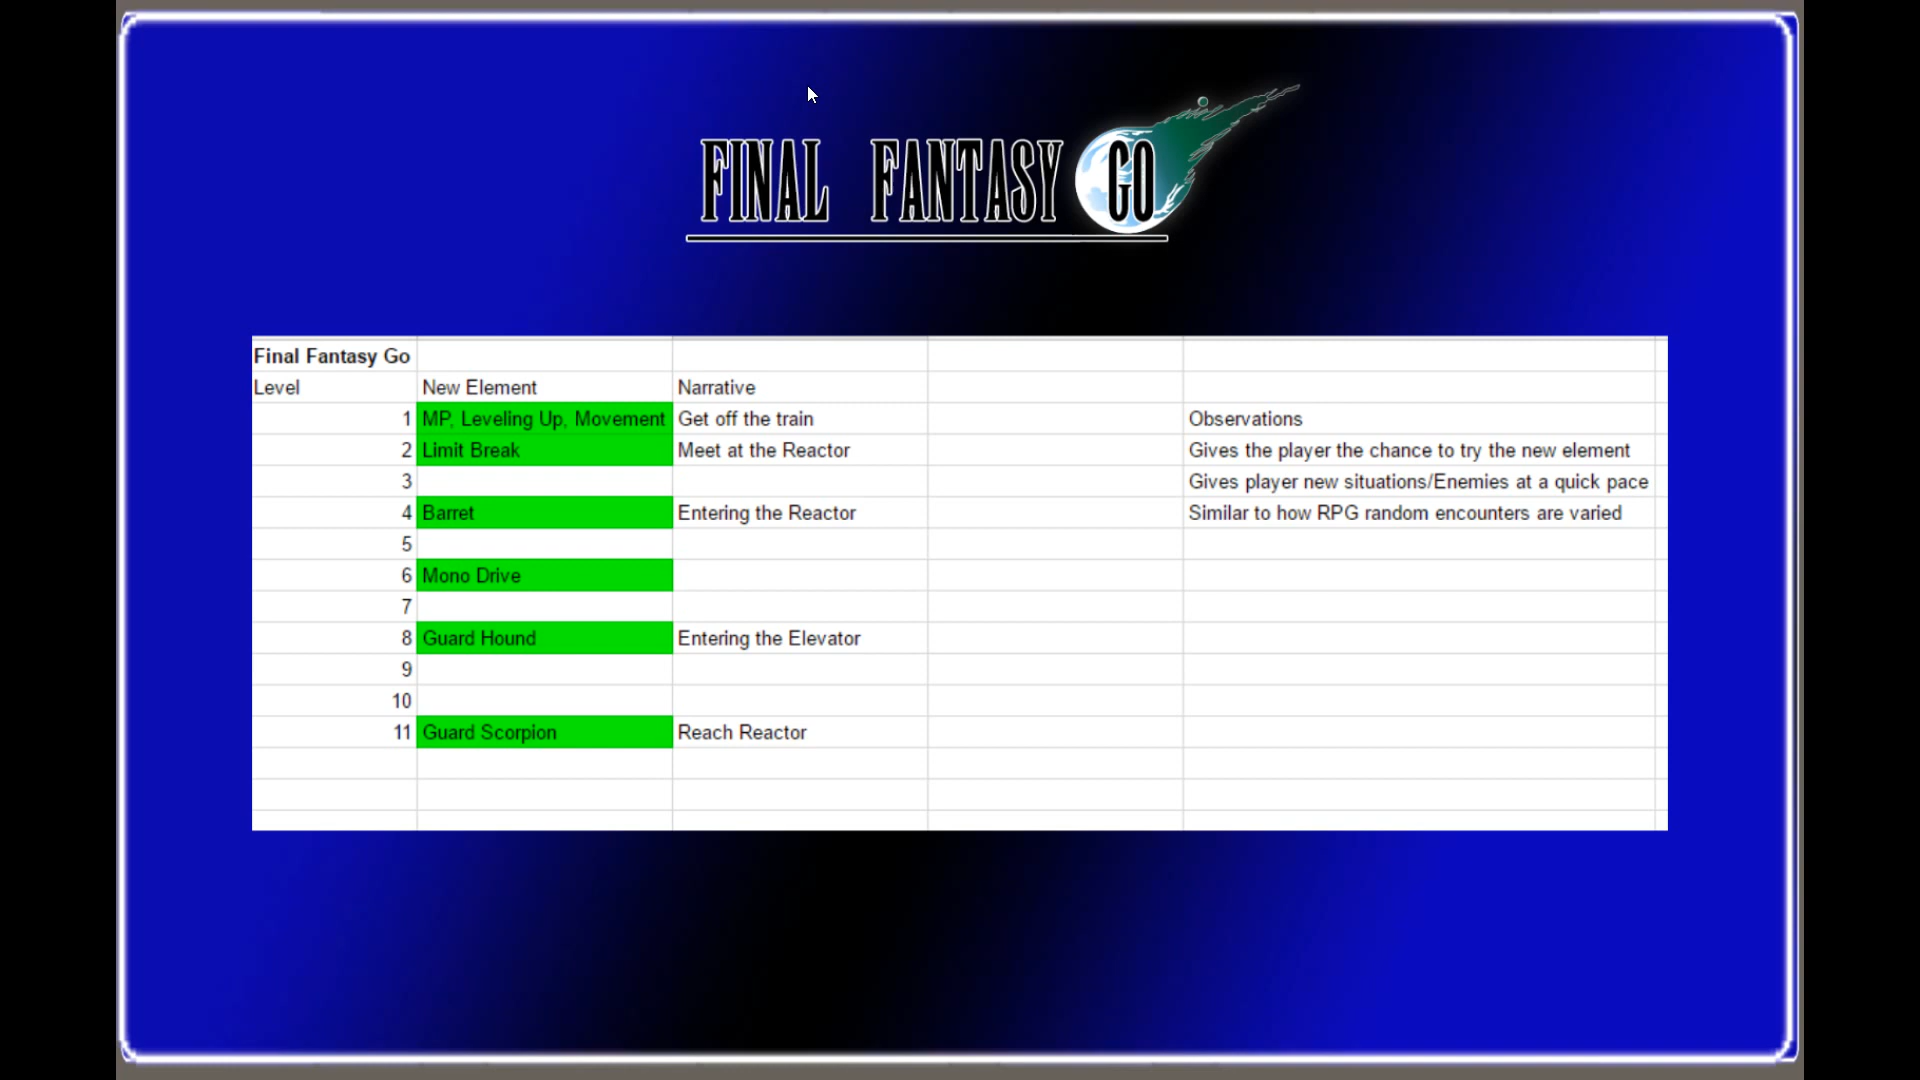 FINAL FANTASY GO
Final Fantasy Go
Level New Element Narrative
1 MP, Leveling Up, Movement Get off the train Observations
2 Limit Break Meet at the Reactor Gives the player the chance to try the new element
3 Gives player new situations/Enemies at a quick pace
4 Barret Entering the Reactor Similar to how RPG random encounters are varied
5
6 Mono Drive
7
8 Guard Hound Entering the Elevator
9
10
11 Guard Scorpion Reach Reactor